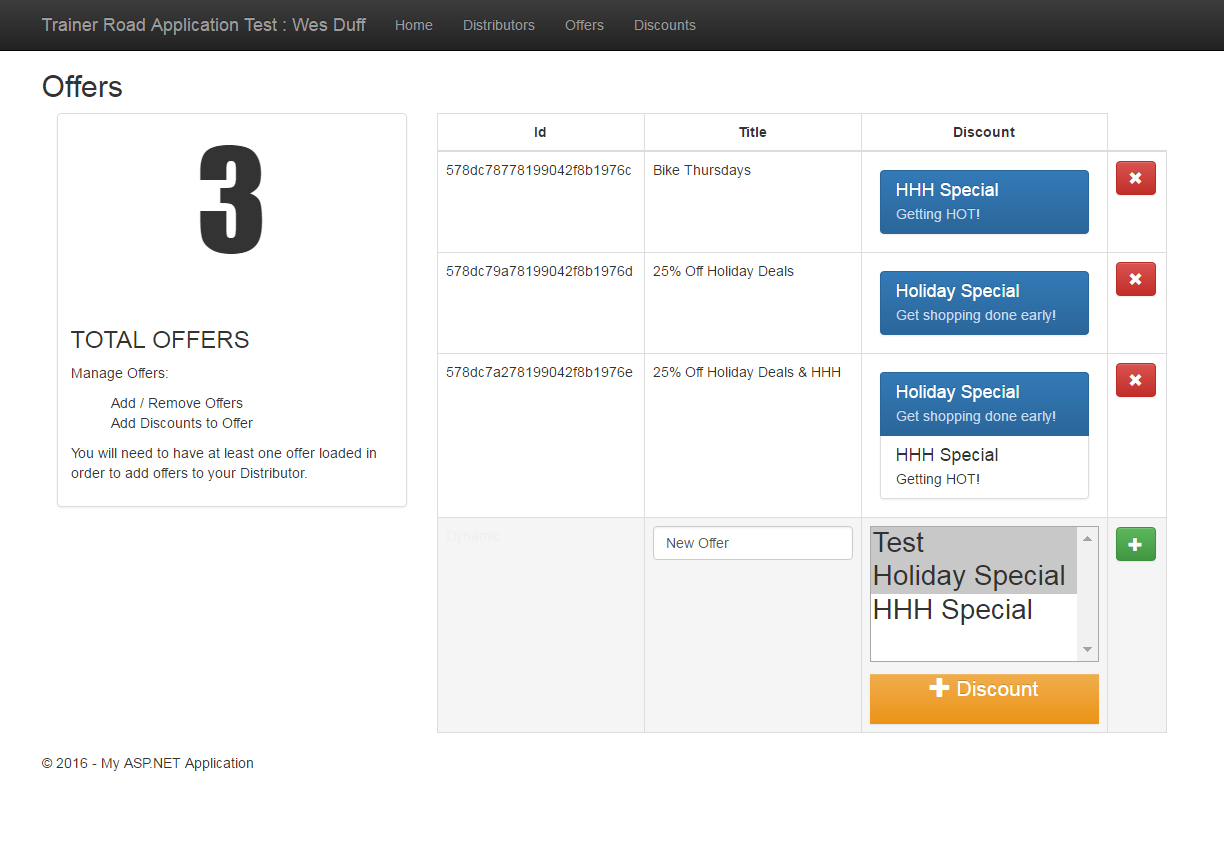 Trainer Road Application Test : Wes Duff Home Distributors Offers Discounts
Offers
3
TOTAL OFFERS
Manage Offers:
Add / Remove Offers
Add Discounts to Offer
You will need to have at least one offer loaded in
order to add offers to your Distributor.
Id Title Discount
578dc78778199042f8b1976c Bike Thursdays
HHH Special
Getting HOT!
578dc79a78199042f8b1976d 25% Off Holiday Deals
Holiday Special
Get shopping done early!
578dc7a278199042f8b1976e 25% Off Holiday Deals & HHH
Holiday Special
Get shopping done early!
HHH Special
Getting HOT!
Dynamic New Offer
Test
Holiday Special
HHH Special
Discount
© 2016 - My ASP.NET Application